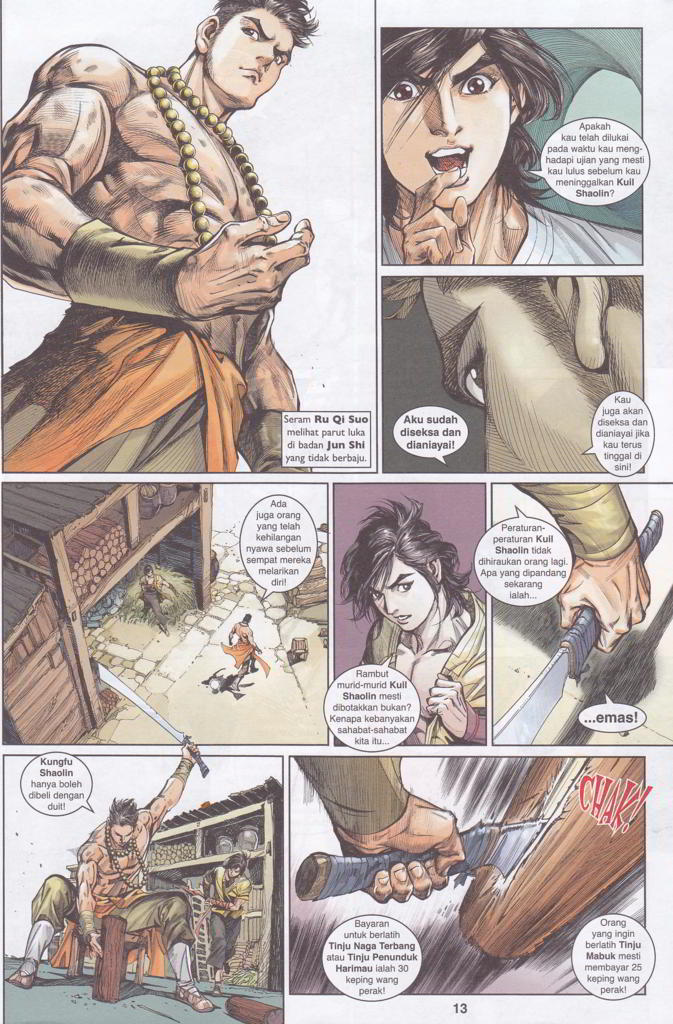 Apakah
kau telah dilukai
pada waktu kau meng-
hadapi ujian yang mesti
kau lulus sebelum kau
meninggalkan Kuil
Shaolin?
Seram Ru Qi Suo
melihat parut luka
di badan Jun Shi
yang tidak berbaju.
Aku sudah
diseksa dan
dianiayai!
Kau
juga akan
diseksa dan
dianiayai jika
kau terus
tinggal di
sini!
Ada
juga orang
yang telah
kehilangan
nyawa sebelum
sempat mereka
melarikan
diri!
Rambut
murid-murid Kuil
Shaolin mesti
dibotakkan bukan?
Kenapa kebanyakan
sahabat-sahabat
kita itu...
Peraturan-
peraturan Kuil
Shaolin tidak
dihiraukan orang lagi.
Apa yang dipandang
sekarang
ialah...
...emas!
Kungfu
Shaolin
hanya boleh
dibeli dengan
duit!
CHAK!
Bayaran
untuk berlatih
Tinju Naga Terbang
atau Tinju Penunduk
Harimau ialah 30
keping wang
perak!
Orang
yang ingin
berlatih Tinju
Mabuk mesti
membayar 25
keping wang
perak!
13